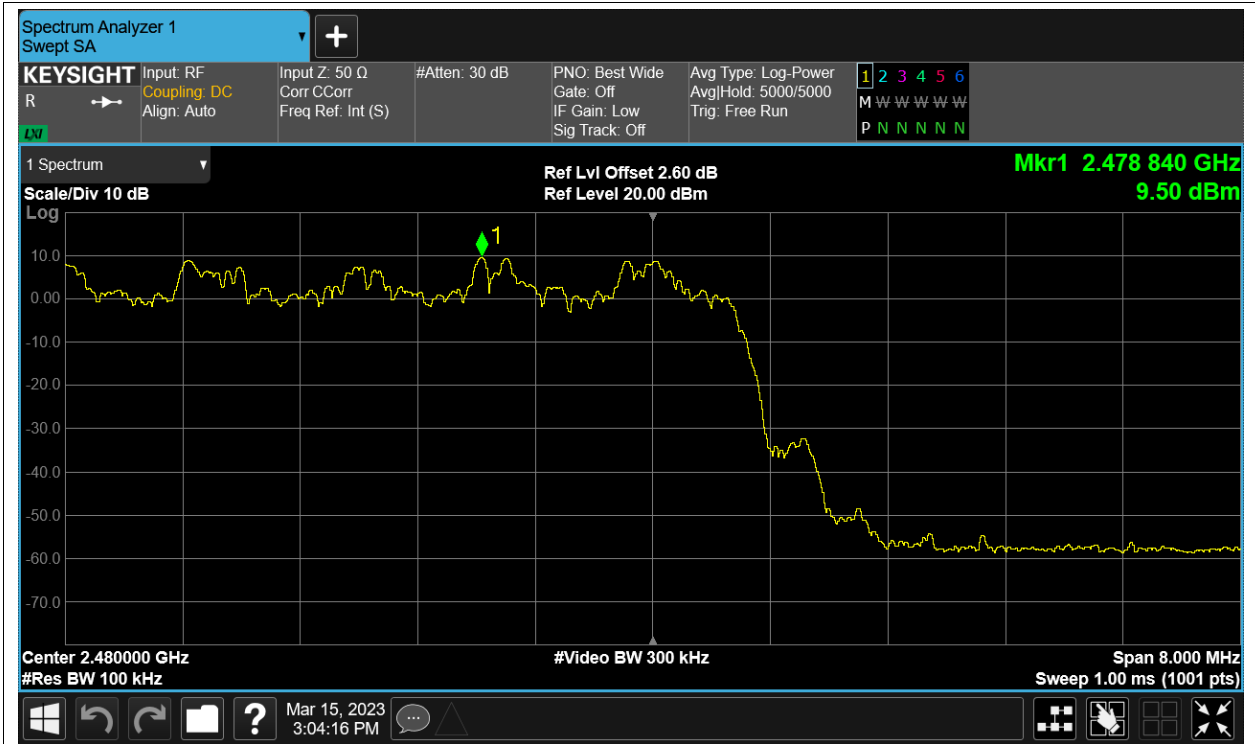 Spectrum Analyzer 1
Swept SA
KEYSIGHT
R
LXI
Input: RF
Coupling: DC
Align: Auto
Input Z: 50 Ω
Corr CCorr
Freq Ref: Int (S)
#Atten: 30 dB
PNO: Best Wide
Gate: Off
IF Gain: Low
Sig Track: Off
Avg Type: Log-Power
Avg|Hold: 5000/5000
Trig: Free Run
1 2 3 4 5 6
M W W W W W
P N N N N N
1 Spectrum
Scale/Div 10 dB
Log
Ref Lvl Offset 2.60 dB
Ref Level 20.00 dBm
Mkr1 2.478 840 GHz
9.50 dBm
1
10.0
0.00
-10.0
-20.0
-30.0
-40.0
-50.0
-60.0
-70.0
Center 2.480000 GHz
#Res BW 100 kHz
#Video BW 300 kHz
Span 8.000 MHz
Sweep 1.00 ms (1001 pts)
?
Mar 15, 2023
3:04:16 PM